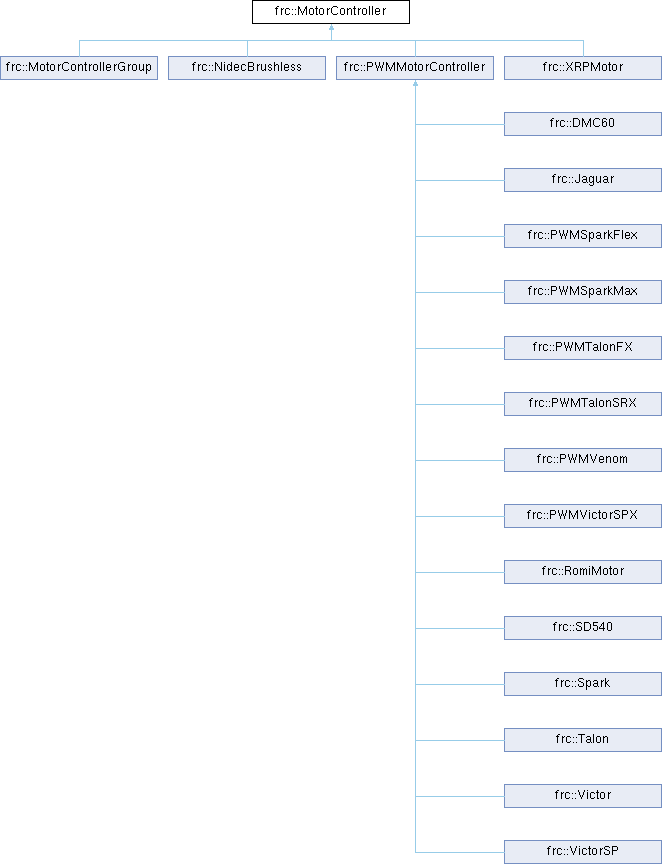 frc::MotorController
frc::MotorControllerGroup
frc::NidecBrushless
frc::PWMMotorController
frc::XRPMotor
frc::DMC60
frc::Jaguar
frc::PWMSparkFlex
frc::PWMSparkMax
frc::PWMTalonFX
frc::PWMTalonSRX
frc::PWMVenom
frc::PWMVictorSPX
frc::RomiMotor
frc::SD540
frc::Spark
frc::Talon
frc::Victor
frc::VictorSP